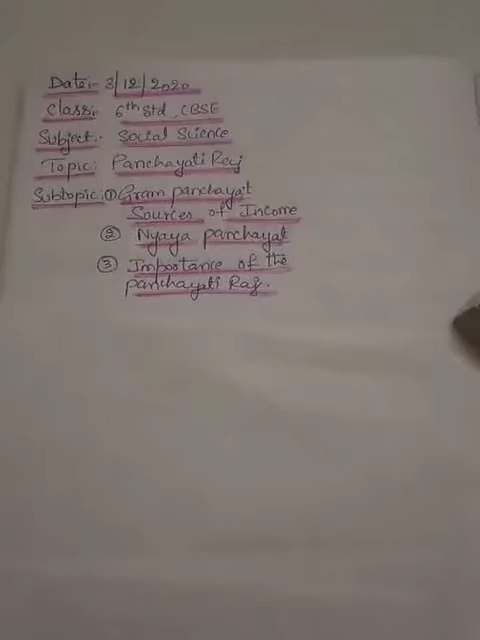 Date:- 3/12/2020
Class:- 6th Std, CBSE
Subject:- Social Science
Topic: Panchayati Raj
Subtopic: ① Gram panchayat
Sources of Income
② Nyaya panchayat
③ Importance of the
panchayati Raj.